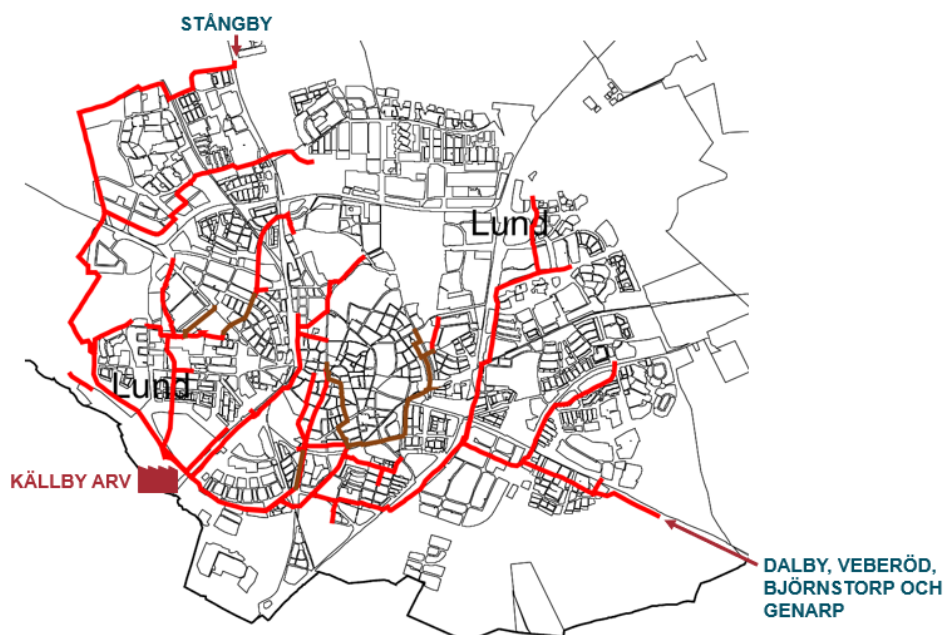 STÅNGBY
Lund
Lund
KÄLLBY ARV
DALBY, VEBERÖD,
BJÖRNSTORP OCH
GENARP